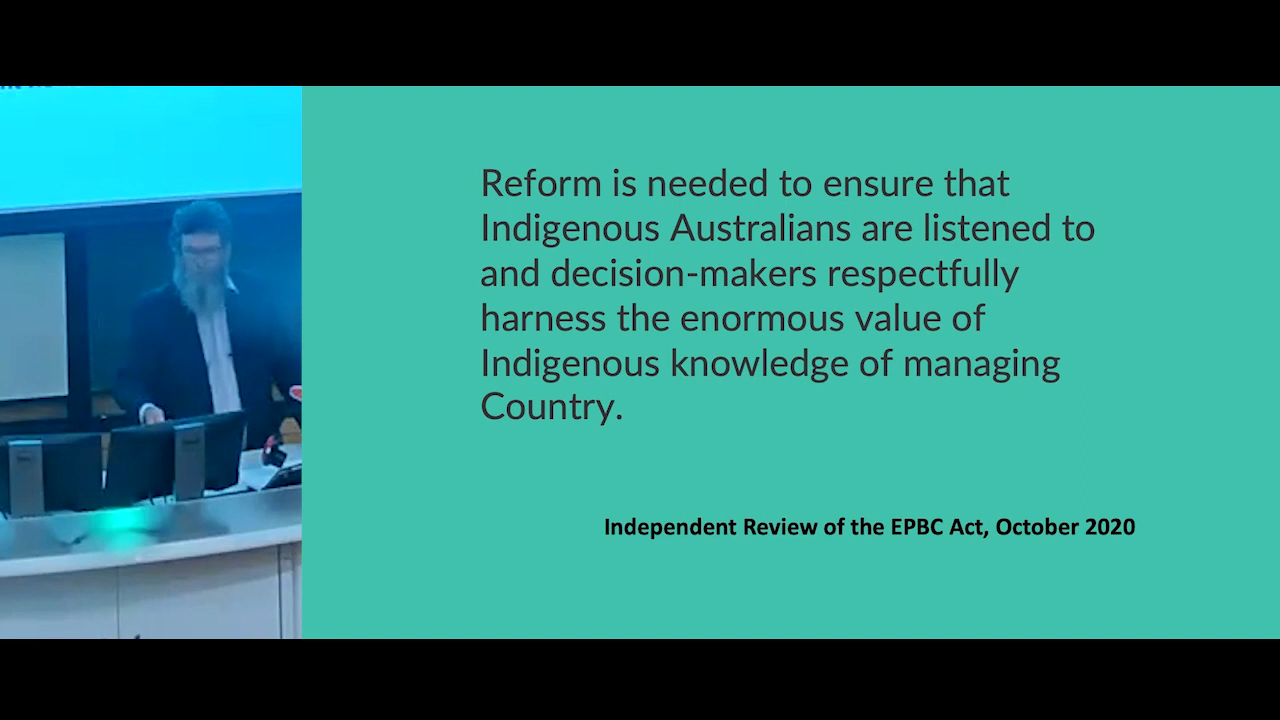 Reform is needed to ensure that
Indigenous Australians are listened to
and decision-makers respectfully
harness the enormous value of
Indigenous knowledge of managing
Country.
Independent Review of the EPBC Act, October 2020